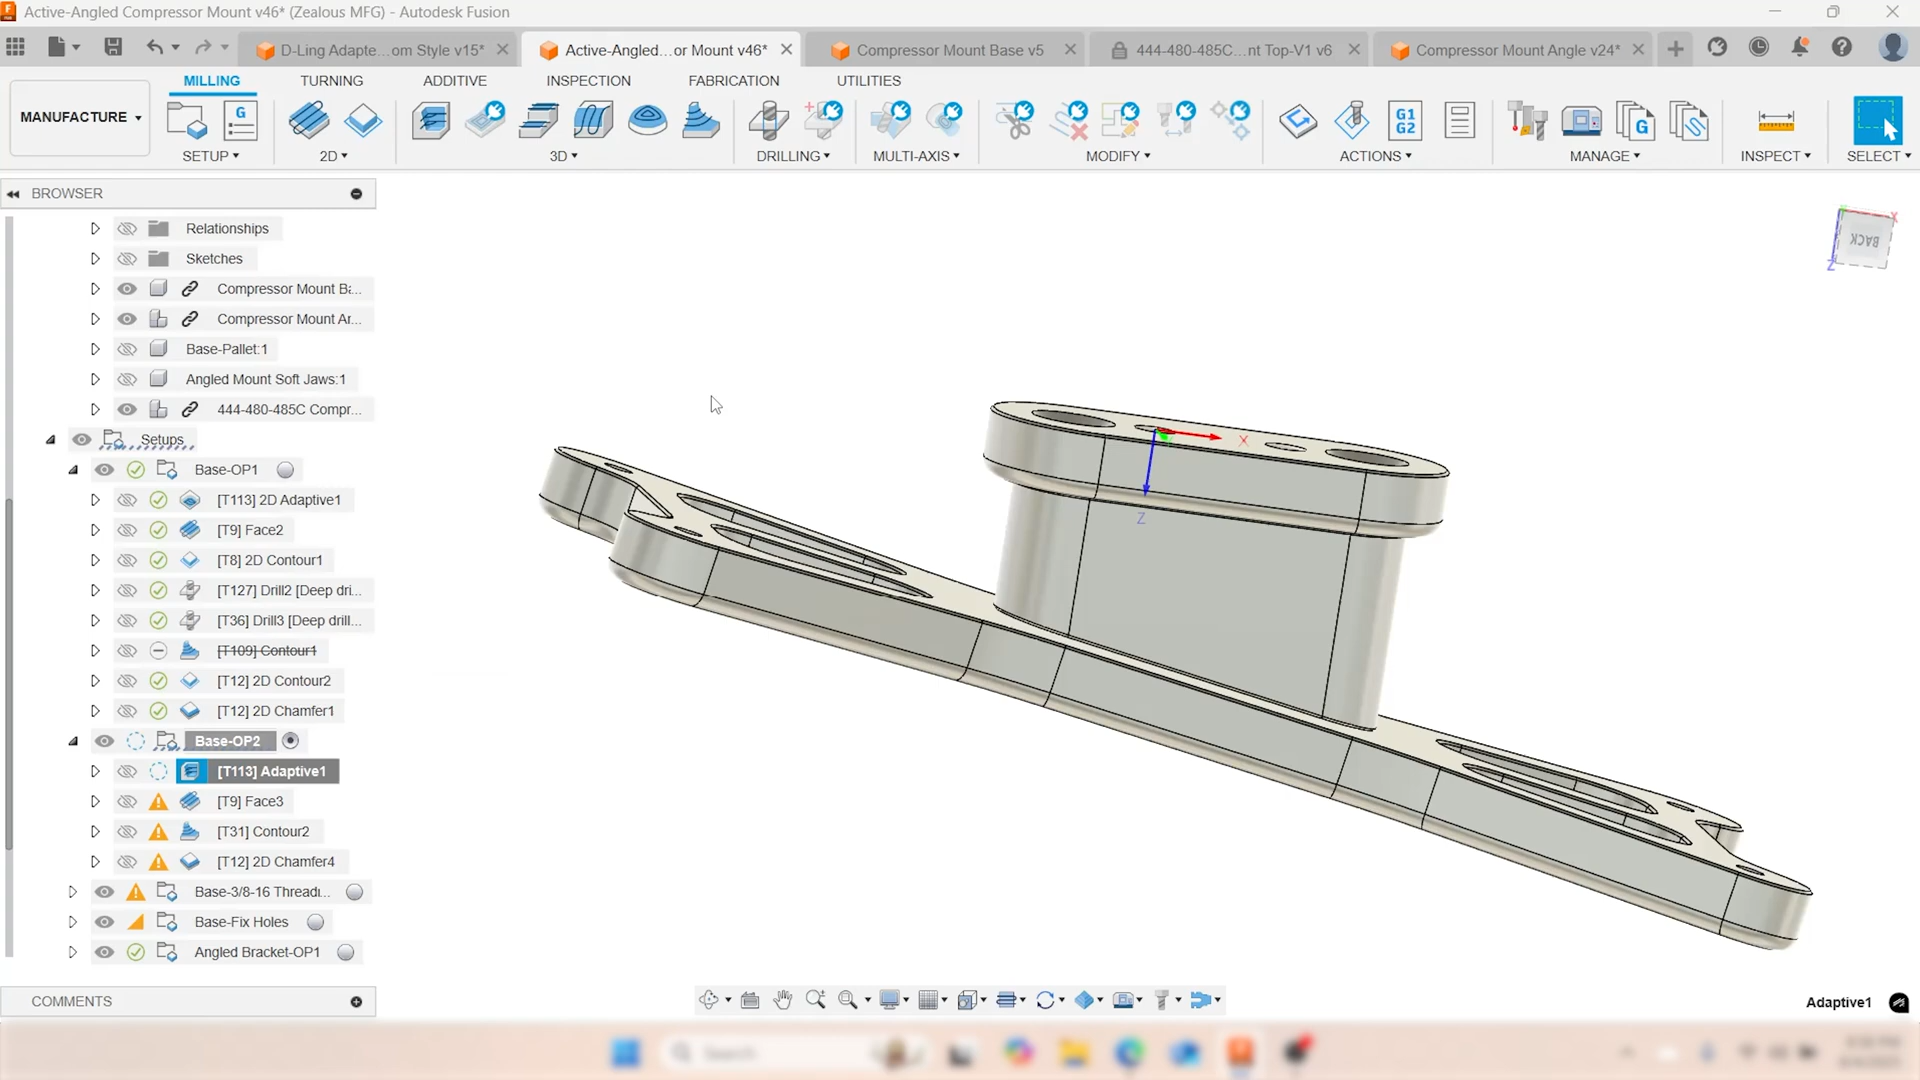 Active-Angled Compressor Mount v46* (Zealous MFG) - Autodesk Fusion
D-Ling Adapte...om Style v15*
Active-Angled...or Mount v46*
Compressor Mount Base v5
444-480-485C...nt Top-V1 v6
Compressor Mount Angle v24*
MILLING
TURNING
ADDITIVE
INSPECTION
FABRICATION
UTILITIES
MANUFACTURE
G
G1
G2
G
SETUP
2D
3D
DRILLING
MULTI-AXIS
MODIFY
ACTIONS
MANAGE
INSPECT
SELECT
BROWSER
Relationships
Sketches
Compressor Mount Ba...
Compressor Mount Ar...
Base-Pallet:1
Angled Mount Soft Jaws:1
444-480-485C Compr...
Setups
Base-OP1
[T113] 2D Adaptive1
[T9] Face2
[T8] 2D Contour1
[T127] Drill2 [Deep dri...
[T36] Drill3 [Deep drill...
[T109] Contour1
[T12] 2D Contour2
[T12] 2D Chamfer1
Base-OP2
[T113] Adaptive1
[T9] Face3
[T31] Contour2
[T12] 2D Chamfer4
Base-3/8-16 Threadı...
Base-Fix Holes
Angled Bracket-OP1
COMMENTS
X
Z
BACK
X
Z
Adaptive1
Search